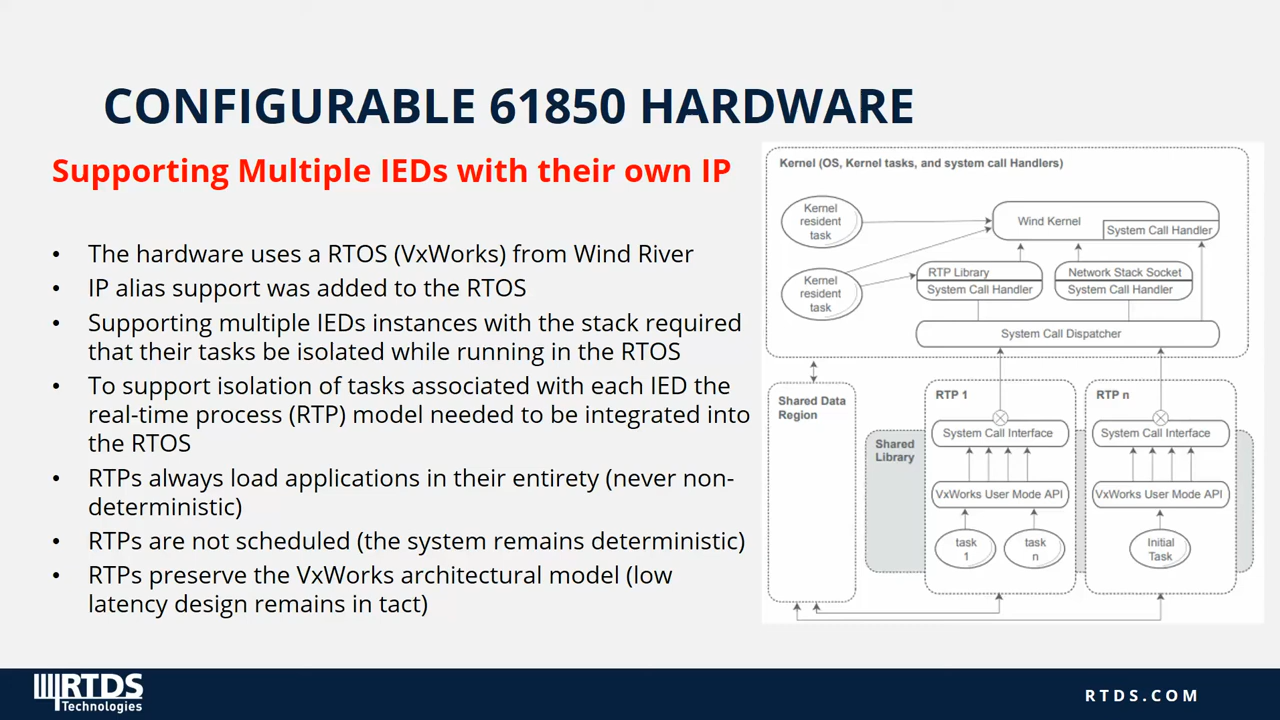 CONFIGURABLE 61850 HARDWARE
Supporting Multiple IEDs with their own IP
• The hardware uses a RTOS (VxWorks) from Wind River
• IP alias support was added to the RTOS
• Supporting multiple IEDs instances with the stack required
that their tasks be isolated while running in the RTOS
• To support isolation of tasks associated with each IED the
real-time process (RTP) model needed to be integrated into
the RTOS
• RTPs always load applications in their entirety (never non-
deterministic)
• RTPs are not scheduled (the system remains deterministic)
• RTPs preserve the VxWorks architectural model (low
latency design remains in tact)
Kernel (OS, Kernel tasks, and system call Handlers)
Kernel
resident
task
Wind Kernel
System Call Handler
Kernel
resident
task
RTP Library
System Call Handler
Network Stack Socket
System Call Handler
System Call Dispatcher
Shared Data
Region
Shared
Library
RTP 1
System Call Interface
VxWorks User Mode API
task
1
task
n
RTP n
System Call Interface
VxWorks User Mode API
Initial
Task
RTDS
Technologies
RTDS.COM